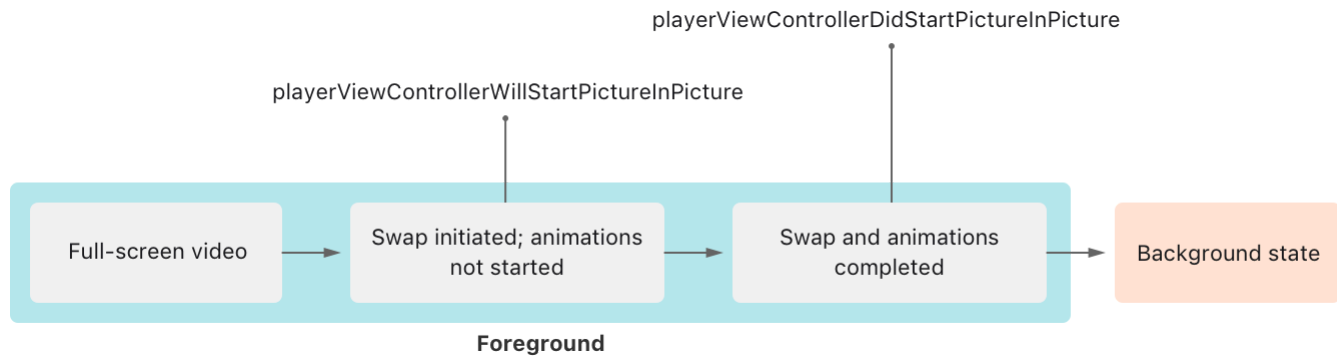 playerViewControllerDidStartPictureInPicture
playerViewControllerWillStartPictureInPicture
Full-screen video
Swap initiated; animations
not started
Swap and animations
completed
Background state
Foreground